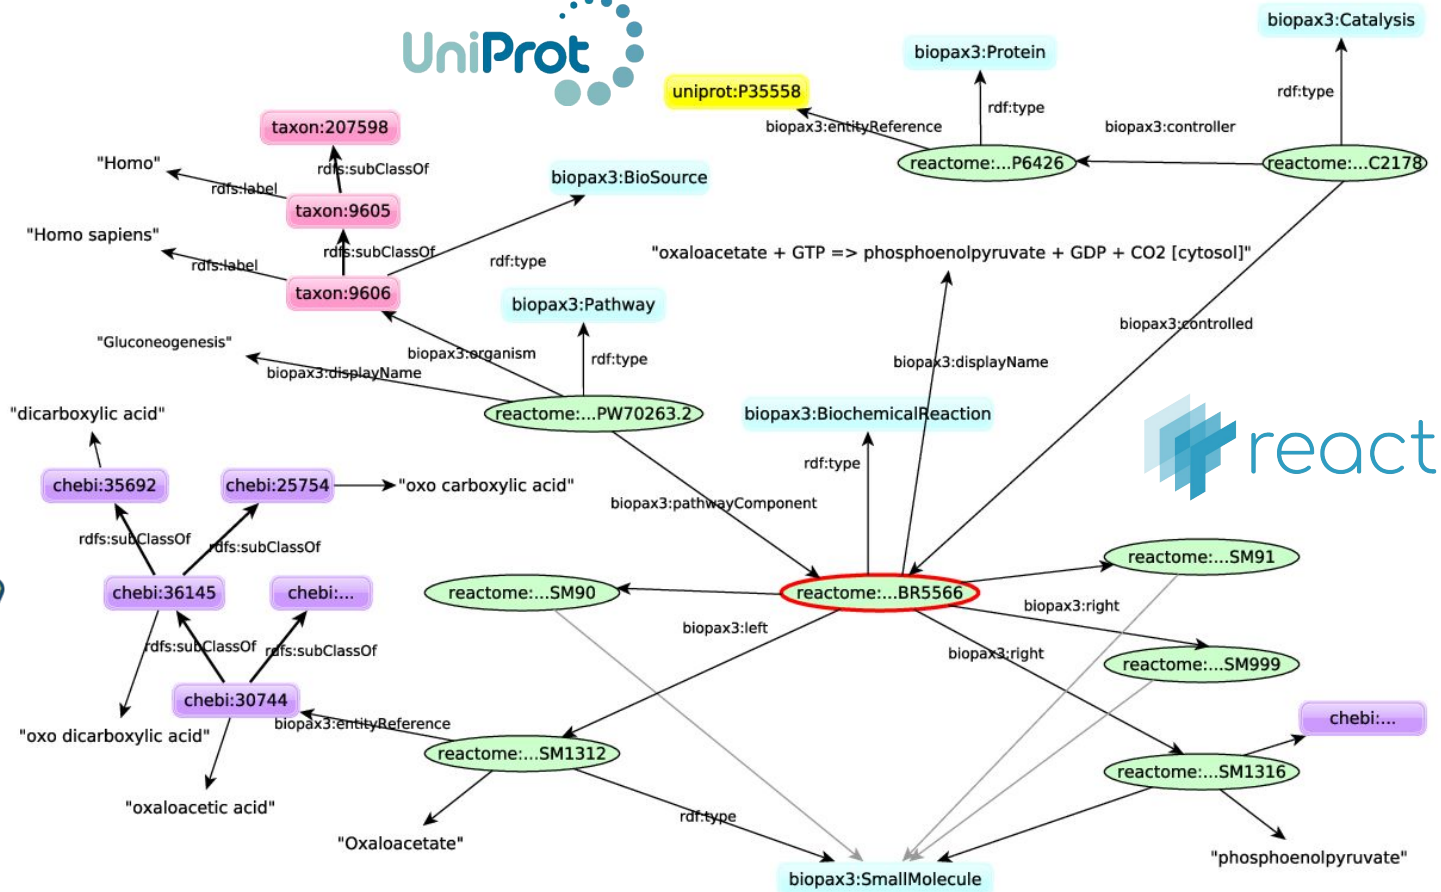 UniProt
biopax3:Catalysis
biopax3:Protein
uniprot:P35558
rdf:type
rdf:type
biopax3:entityReference
biopax3:controller
taxon:207598
"Homo"
rdfs:subClassOf
reactome:...P6426
reactome:...C2178
rdfs:label
biopax3:BioSource
taxon:9605
"Homo sapiens"
rdfs:subClassOf
rdfs:label
rdf:type
"oxaloacetate + GTP => phosphoenolpyruvate + GDP + CO2 [cytosol]"
taxon:9606
biopax3:Pathway
biopax3:controlled
"Gluconeogenesis"
biopax3:organism
rdf:type
biopax3:displayName
biopax3:displayName
"dicarboxylic acid"
reactome:...PW70263.2
biopax3:BiochemicalReaction
react
rdf:type
chebi:35692
chebi:25754
"oxo carboxylic acid"
biopax3:pathwayComponent
rdfs:subClassOf
rdfs:subClassOf
reactome:...SM91
chebi:36145
chebi:...
reactome:...SM90
reactome:...BR5566
biopax3:right
biopax3:left
rdfs:subClassOf
rdfs:subClassOf
biopax3:right
reactome:...SM999
chebi:30744
biopax3:entityReference
chebi:...
"oxo dicarboxylic acid"
reactome:...SM1312
reactome:...SM1316
"oxaloacetic acid"
rdf:type
"Oxaloacetate"
"phosphoenolpyruvate"
biopax3:SmallMolecule